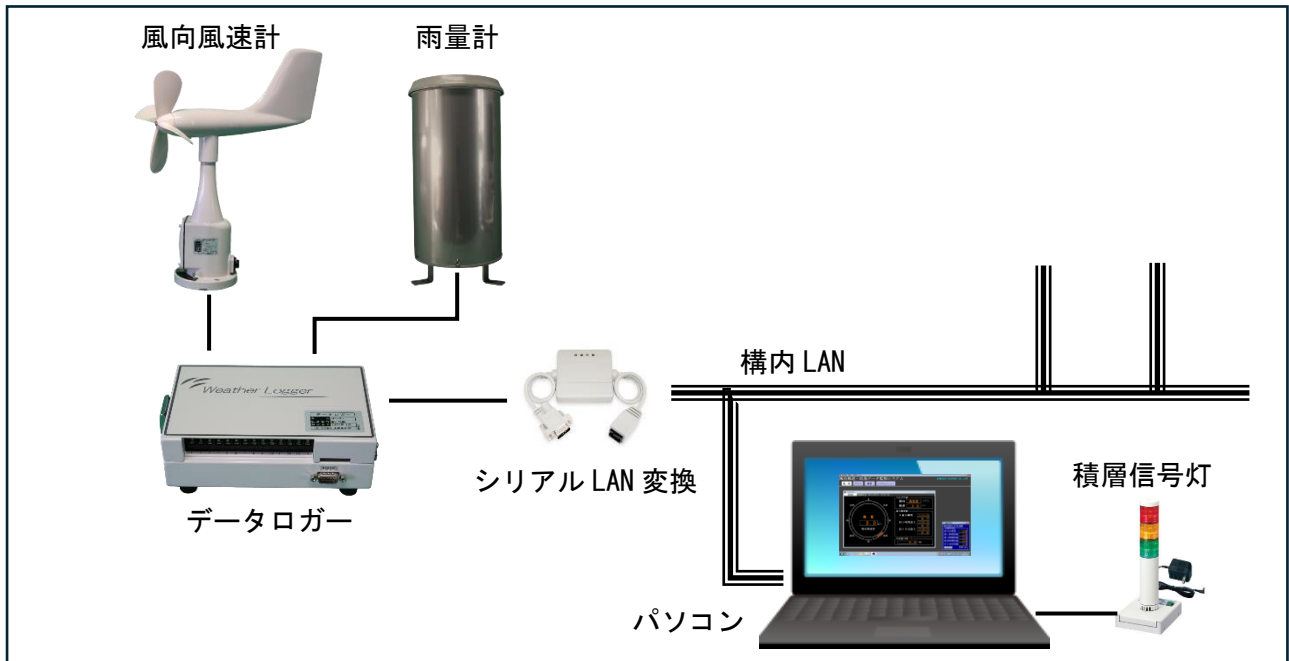 風向風速計
雨量計
Weather Logger
データロガー
シリアル LAN 変換
構内 LAN
パソコン
積層信号灯